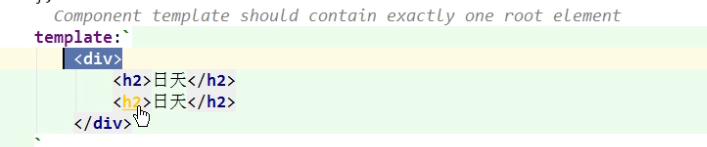 Component template should contain exactly one root element
template:`
<div>
<h2>日天</h2>
<h2>日天</h2>
</div>
`